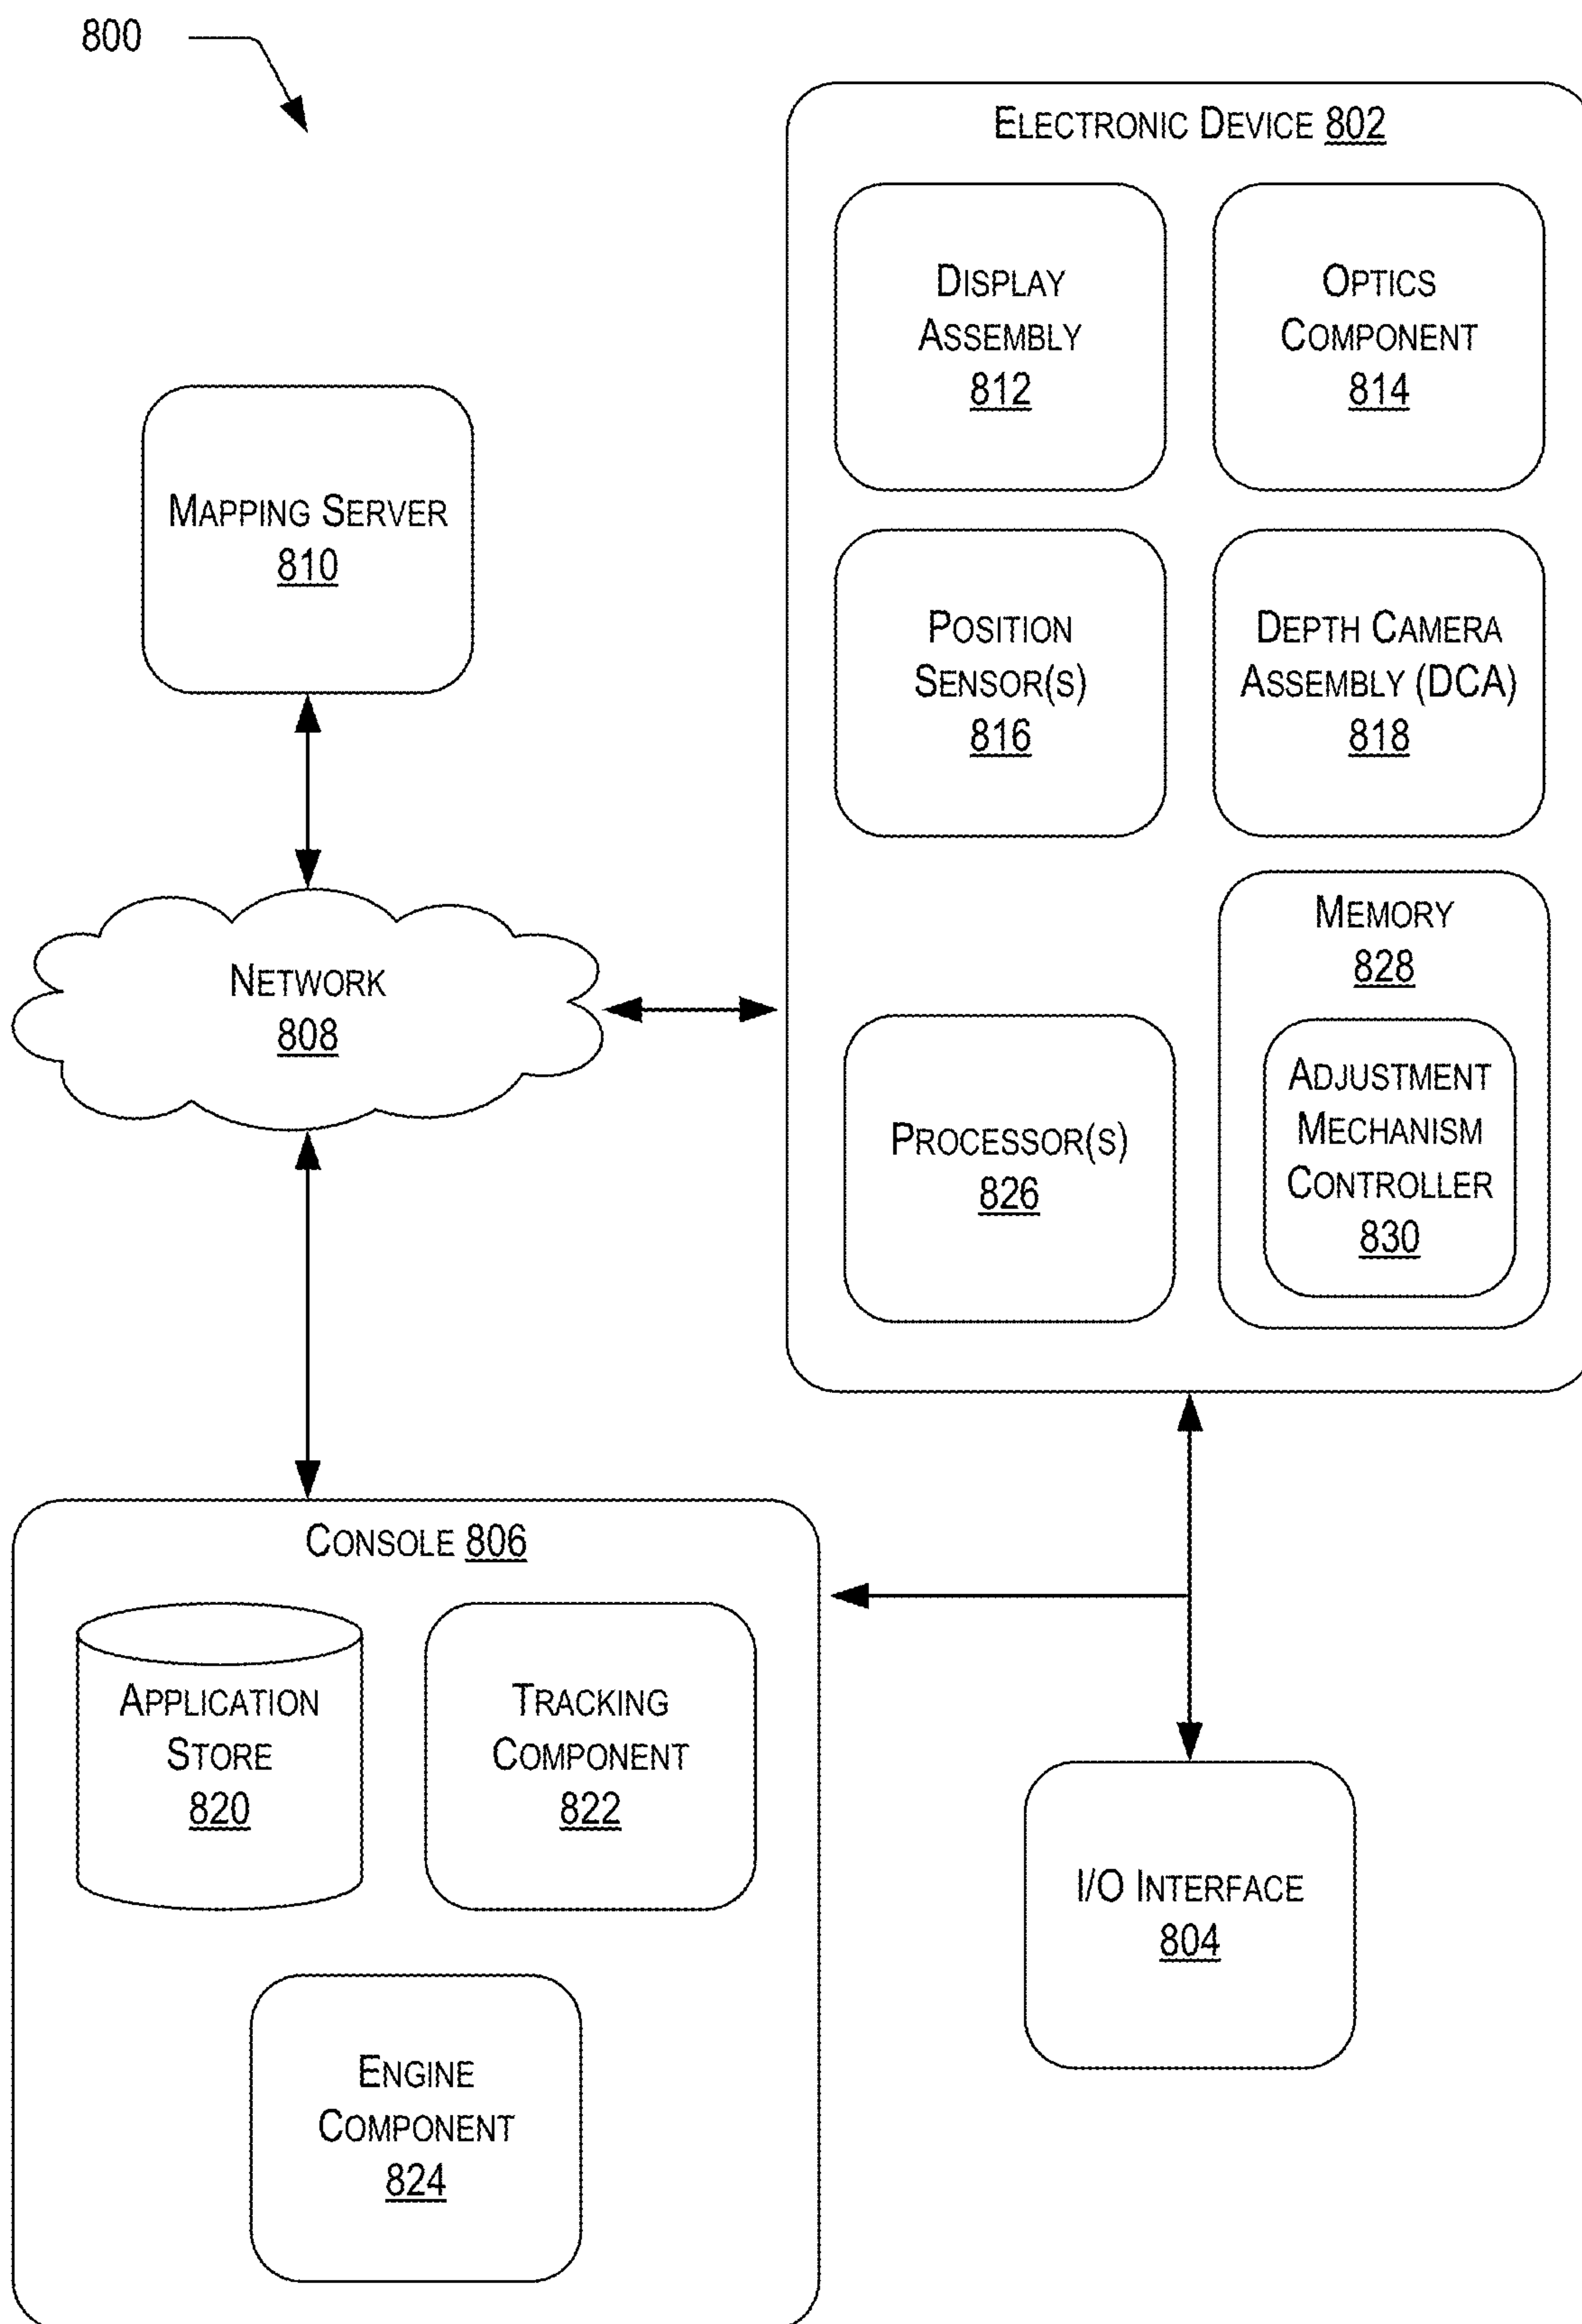 800
ELECTRONIC DEVICE 802
DISPLAY
ASSEMBLY
812
OPTICS
COMPONENT
814
MAPPING SERVER
810
POSITION
SENSOR(S)
816
DEPTH CAMERA
ASSEMBLY (DCA)
818
NETWORK
808
MEMORY
828
PROCESSOR(S)
826
ADJUSTMENT
MECHANISM
CONTROLLER
830
CONSOLE 806
APPLICATION
STORE
820
TRACKING
COMPONENT
822
I/O INTERFACE
804
ENGINE
COMPONENT
824